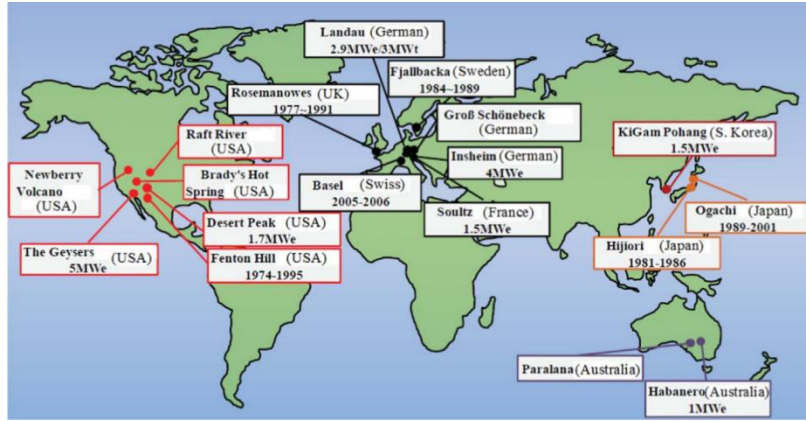 Landau (German)
2.9MWe/3MWt
Fjallbacka (Sweden)
1984~1989
Rosemanowes (UK)
1977~1991
Groß Schönebeck
(German)
Raft River
(USA)
KiGam Pohang (S. Korea)
1.5MWe
Newberry
Volcano
(USA)
Brady's Hot
Spring (USA)
Insheim (German)
4MWe
Basel (Swiss)
2005-2006
Soultz (France)
1.5MWe
Ogachi (Japan)
1989-2001
Desert Peak (USA)
1.7MWe
The Geysers (USA)
5MWe
Fenton Hill (USA)
1974-1995
Hijiori (Japan)
1981-1986
Paralana (Australia)
Habanero (Australia)
1MWe